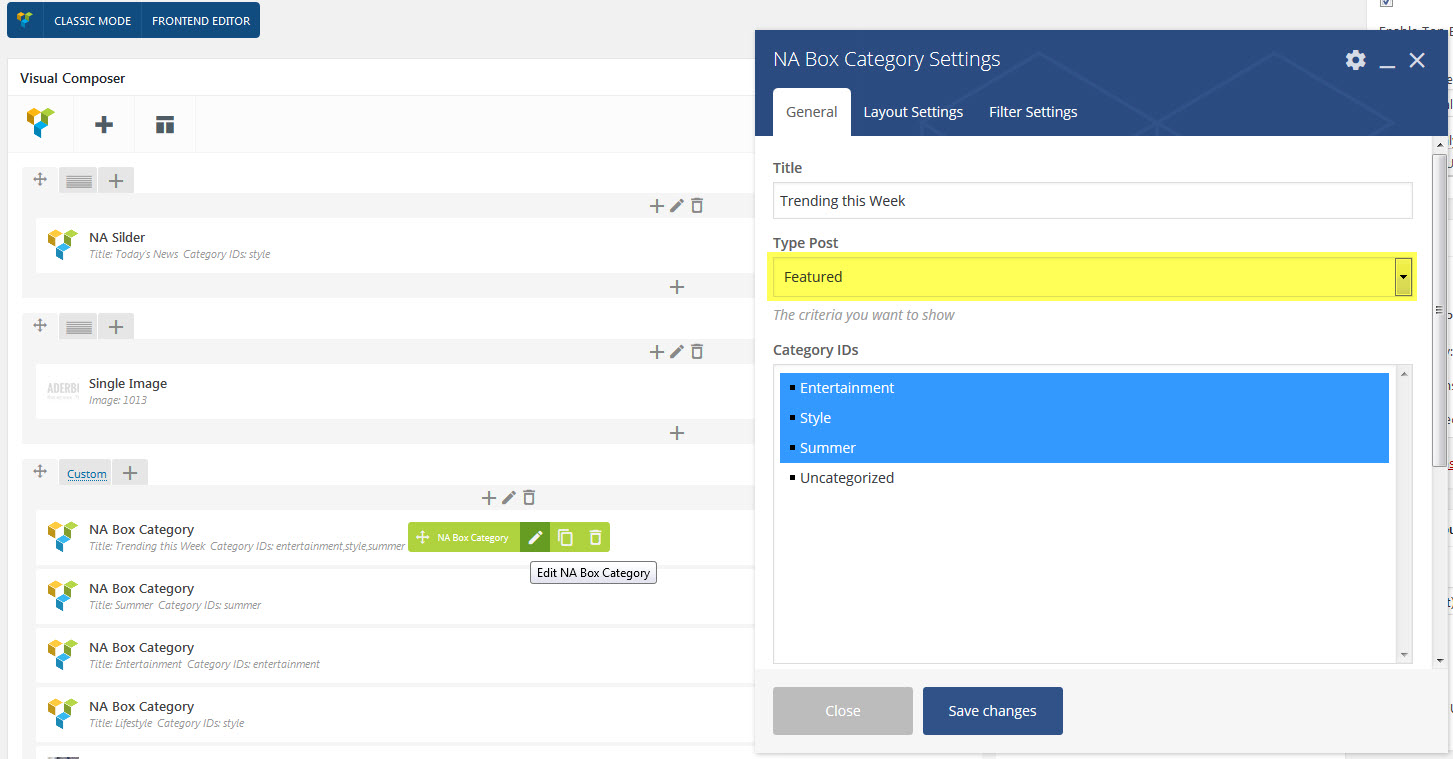 CLASSIC MODE
FRONTEND EDITOR
Visual Composer
NA Silder
Title: Today's News Category IDs: style
Single Image
Image: 1013
Custom
NA Box Category
Title: Trending this Week Category IDs: entertainment,style,summer
NA Box Category
Edit NA Box Category
NA Box Category
Title: Summer Category IDs: summer
NA Box Category
Title: Entertainment Category IDs: entertainment
NA Box Category
Title: Lifestyle Category IDs: style
NA Box Category Settings
General
Layout Settings
Filter Settings
Title
Trending this Week
Type Post
Featured
The criteria you want to show
Category IDs
Entertainment
Style
Summer
Uncategorized
Close
Save changes